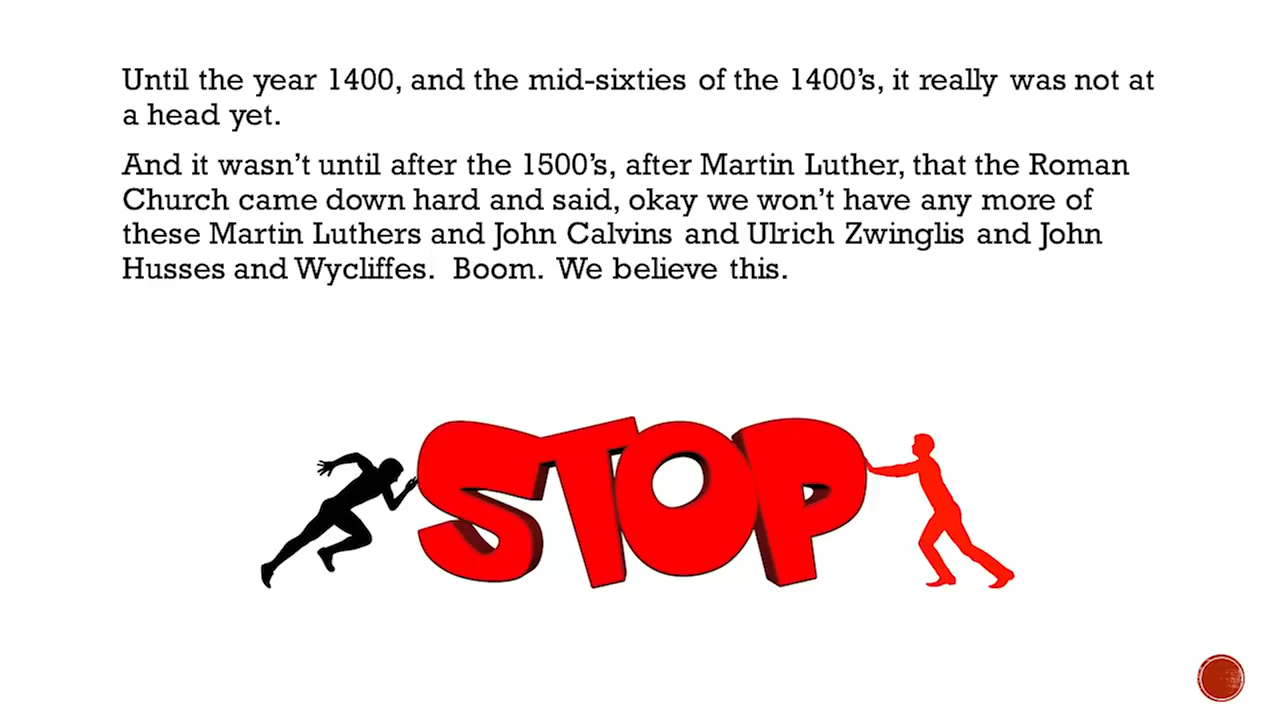 Until the year 1400, and the mid-sixties of the 1400’s, it really was not at
a head yet.
And it wasn’t until after the 1500’s, after Martin Luther, that the Roman
Church came down hard and said, okay we won’t have any more of
these Martin Luthers and John Calvins and Ulrich Zwinglis and John
Husses and Wycliffes.  Boom.  We believe this.
STOP